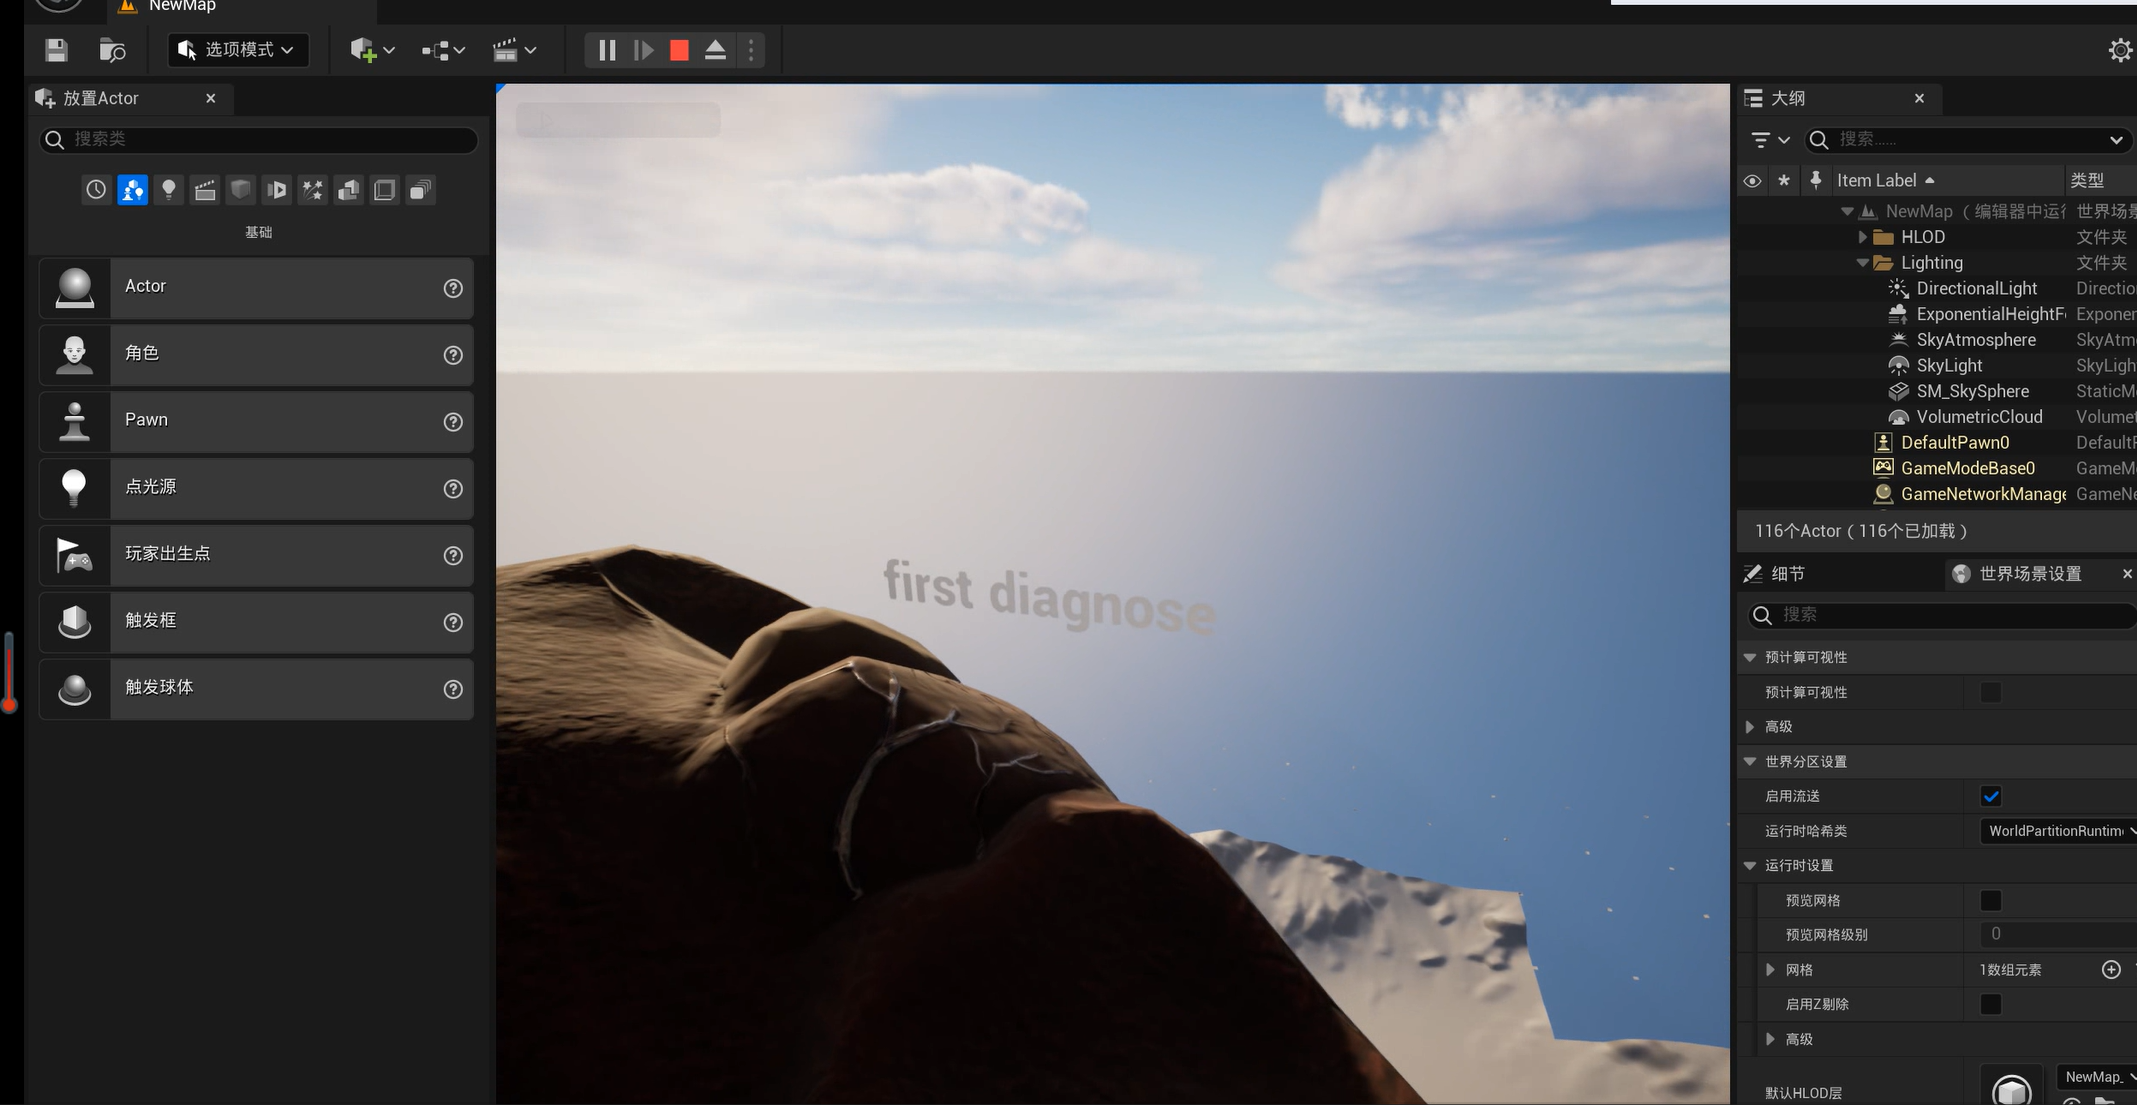 NewMap
选项模式
放置Actor
搜索类
基础
Actor
角色
Pawn
点光源
玩家出生点
触发框
触发球体
first diagnose
大纲
搜索......
Item Label
类型
NewMap（编辑器中运行
世界场景
HLOD
文件夹
Lighting
文件夹
DirectionalLight
Directio
ExponentialHeightF
Exponen
SkyAtmosphere
SkyAtm
SkyLight
SkyLigh
SM_SkySphere
StaticMe
VolumetricCloud
Volumet
DefaultPawn0
DefaultP
GameModeBase0
GameMo
GameNetworkManage
GameNe
116个Actor（116个已加载）
细节
世界场景设置
搜索
预计算可视性
预计算可视性
高级
世界分区设置
启用流送
运行时哈希类
WorldPartitionRuntim
运行时设置
预览网格
预览网格级别
0
网格
1数组元素
启用Z剔除
高级
默认HLOD层
NewMap_